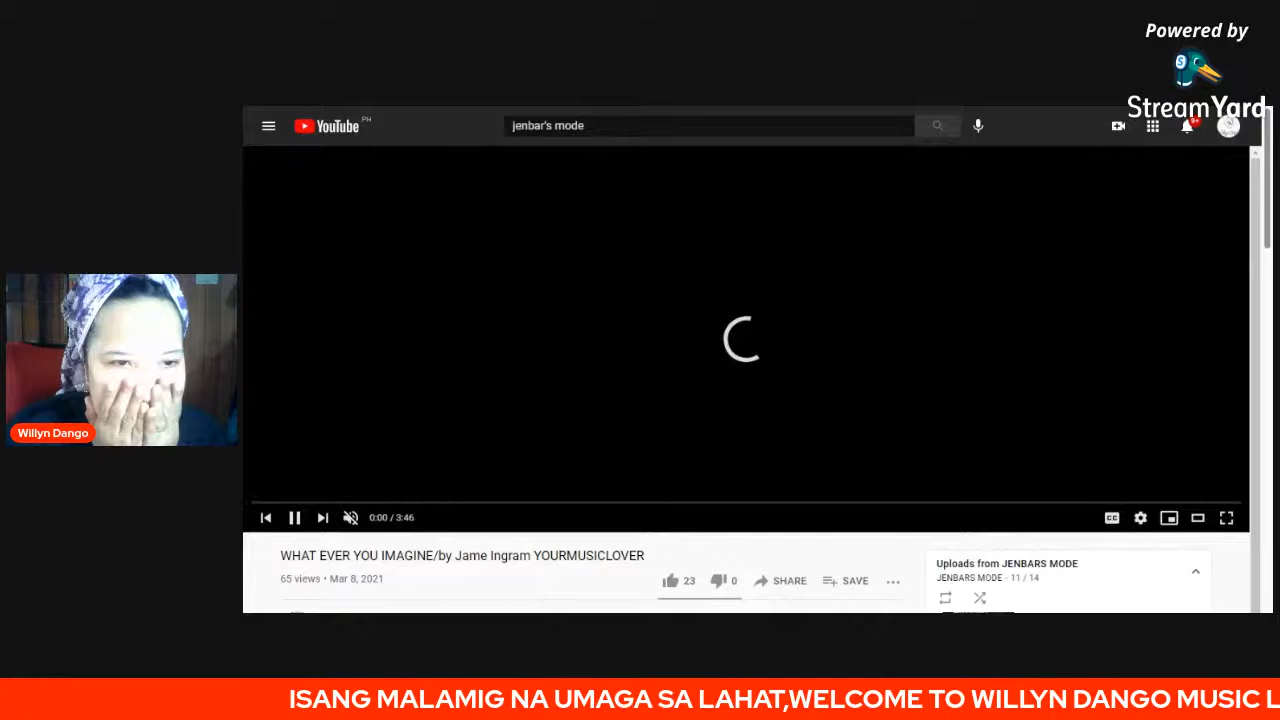 Powered by
StreamYard
YouTube PH
jenbar's mode
9+
Willyn Dango
0:00 / 3:46
CC
WHAT EVER YOU IMAGINE/by Jame Ingram YOURMUSICLOVER
65 views • Mar 8, 2021
23
0
SHARE
SAVE
Uploads from JENBARS MODE
JENBARS MODE - 11 / 14
ISANG MALAMIG NA UMAGA SA LAHAT,WELCOME TO WILLYN DANGO MUSIC L